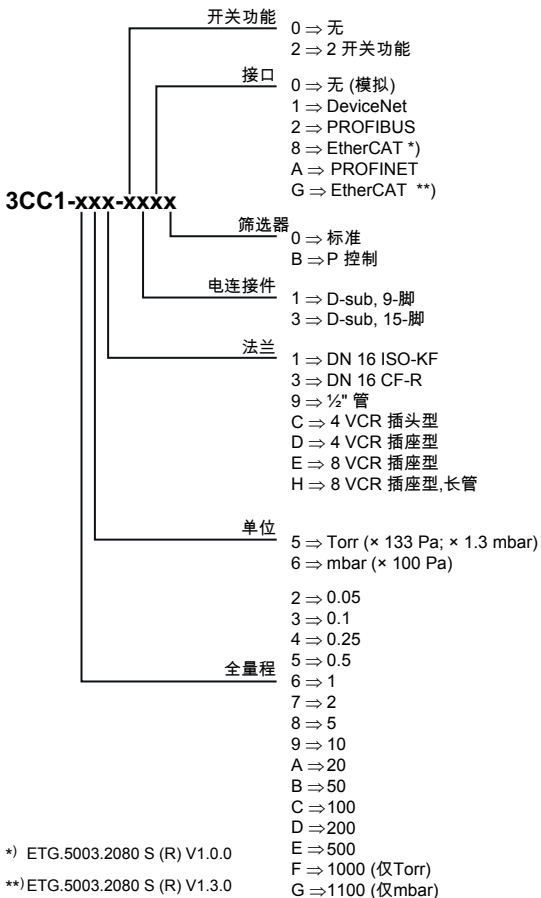 开关功能
0 ⇒ 无
2 ⇒ 2 开关功能
接口
0 ⇒ 无 (模拟)
1 ⇒ DeviceNet
2 ⇒ PROFIBUS
8 ⇒ EtherCAT *)
A ⇒ PROFINET
G ⇒ EtherCAT **)
3CC1-xxx-xxxx
筛选器
0 ⇒ 标准
B ⇒ P 控制
电连接件
1 ⇒ D-sub, 9-脚
3 ⇒ D-sub, 15-脚
法兰
1 ⇒ DN 16 ISO-KF
3 ⇒ DN 16 CF-R
9 ⇒ ½" 管
C ⇒ 4 VCR 插头型
D ⇒ 4 VCR 插座型
E ⇒ 8 VCR 插座型
H ⇒ 8 VCR 插座型,长管
单位
5 ⇒ Torr (× 133 Pa; × 1.3 mbar)
6 ⇒ mbar (× 100 Pa)
全量程
2 ⇒ 0.05
3 ⇒ 0.1
4 ⇒ 0.25
5 ⇒ 0.5
6 ⇒ 1
7 ⇒ 2
8 ⇒ 5
9 ⇒ 10
A ⇒ 20
B ⇒ 50
C ⇒ 100
D ⇒ 200
E ⇒ 500
F ⇒ 1000 (仅Torr)
G ⇒ 1100 (仅mbar)
*) ETG.5003.2080 S (R) V1.0.0
**) ETG.5003.2080 S (R) V1.3.0